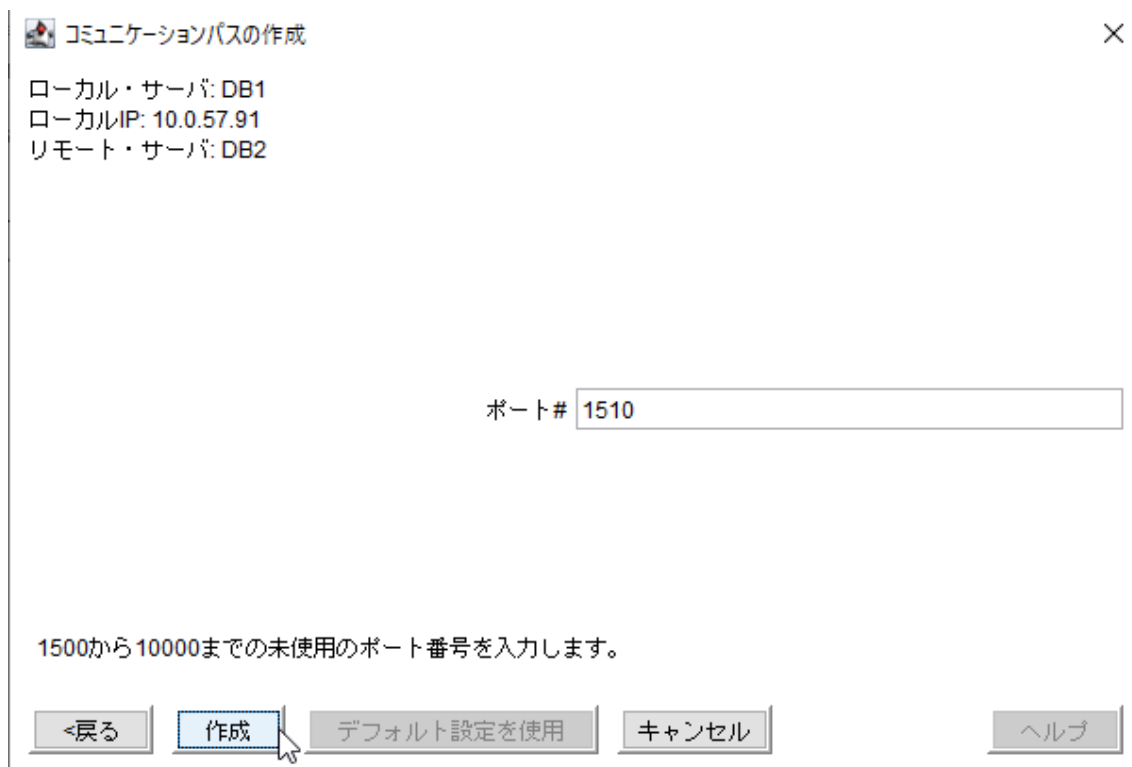 コミュニケーションパスの作成
ローカル・サーバ: DB1
ローカルIP: 10.0.57.91
リモート・サーバ: DB2
ポート# 1510
1500から10000までの未使用のポート番号を入力します。
<戻る 作成 デフォルト設定を使用 キャンセル ヘルプ